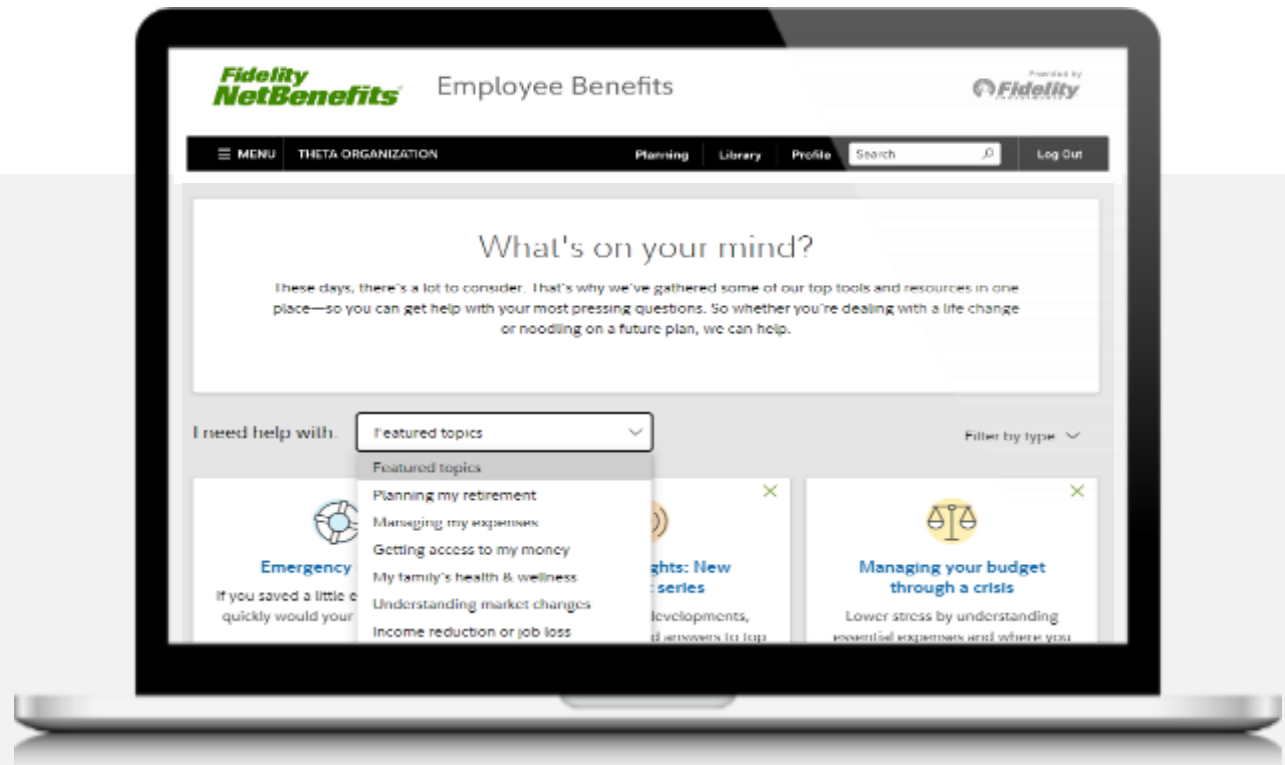 Fidelity
NetBenefits
Employee Benefits
Provided by
Fidelity
INVESTMENTS
MENU
THETA ORGANIZATION
Planning
Library
Profile
Search
Log Out
What's on your mind?
These days, there's a lot to consider. That's why we've gathered some of our top tools and resources in one
place—so you can get help with your most pressing questions. So whether you're dealing with a life change
or noodling on a future plan, we can help.
I need help with:
Featured topics
Filter by type
Featured topics
Planning my retirement
Managing my expenses
Getting access to my money
My family's health & wellness
Understanding market changes
Income reduction or job loss
Emergency
If you saved a little e
quickly would your
ghts: New
series
developments,
d answers to top
Managing your budget
through a crisis
Lower stress by understanding
essential expenses and where you